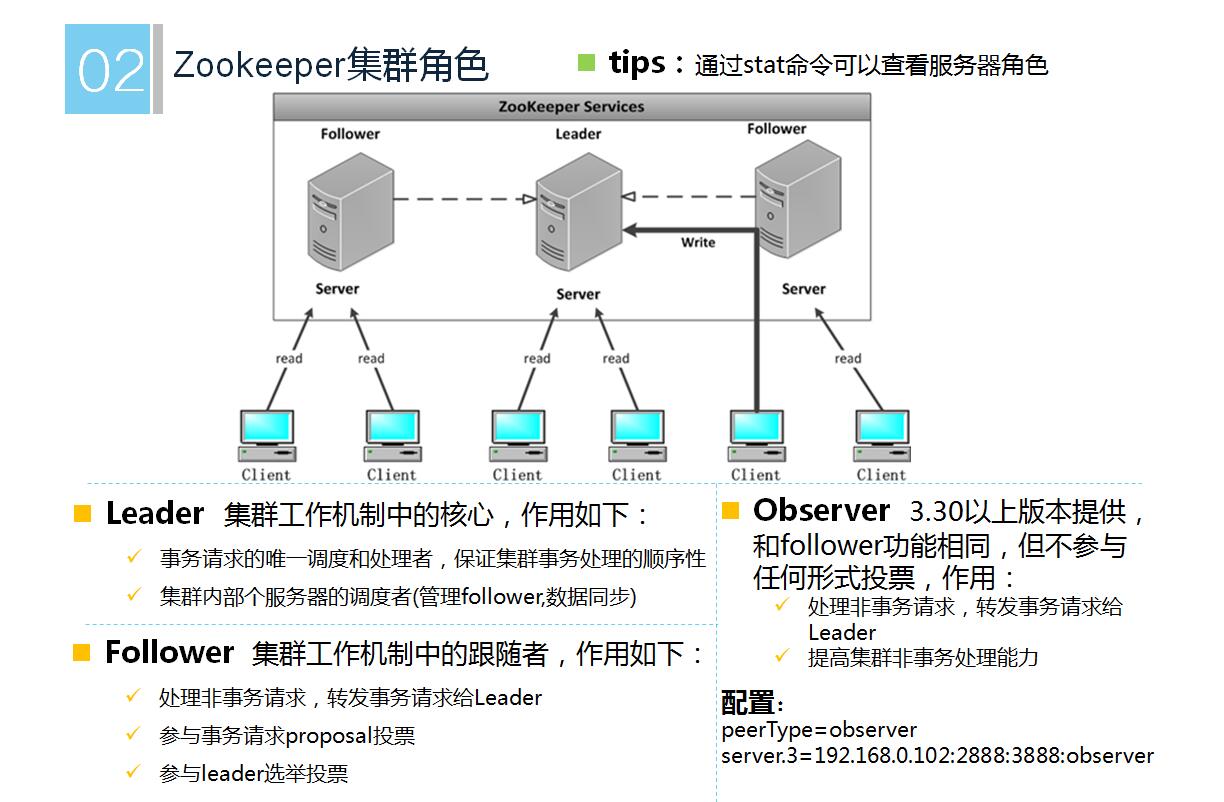 02
Zookeeper集群角色
tips：通过stat命令可以查看服务器角色
ZooKeeper Services
Follower
Leader
Follower
Write
Server
Server
Server
read
read
read
read
read
Client
Client
Client
Client
Client
Client
Leader 集群工作机制中的核心，作用如下：
事务请求的唯一调度和处理者，保证集群事务处理的顺序性
集群内部个服务器的调度者(管理follower,数据同步)
Follower 集群工作机制中的跟随者，作用如下：
处理非事务请求，转发事务请求给Leader
参与事务请求proposal投票
参与leader选举投票
Observer 3.30以上版本提供，
和follower功能相同，但不参与
任何形式投票，作用：
处理非事务请求，转发事务请求给
Leader
提高集群非事务处理能力
配置：
peerType=observer
server.3=192.168.0.102:2888:3888:observer